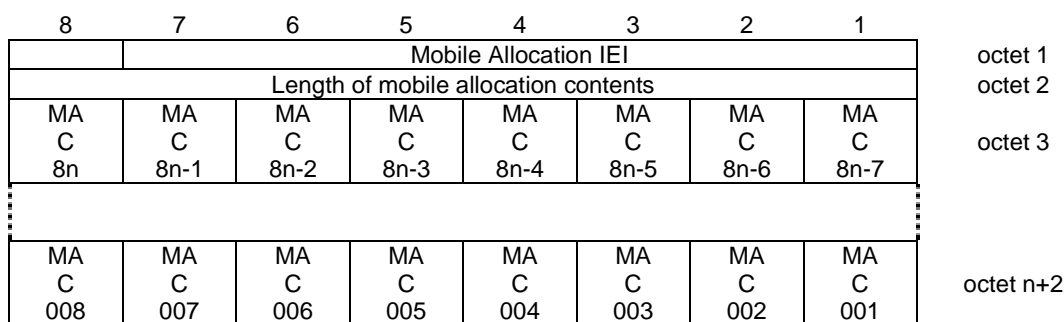 8 7 6 5 4 3 2 1
Mobile Allocation IEI octet 1
Length of mobile allocation contents octet 2
MA MA MA MA MA MA MA MA
C C C C C C C C octet 3
8n 8n-1 8n-2 8n-3 8n-4 8n-5 8n-6 8n-7
MA MA MA MA MA MA MA MA
C C C C C C C C octet n+2
008 007 006 005 004 003 002 001